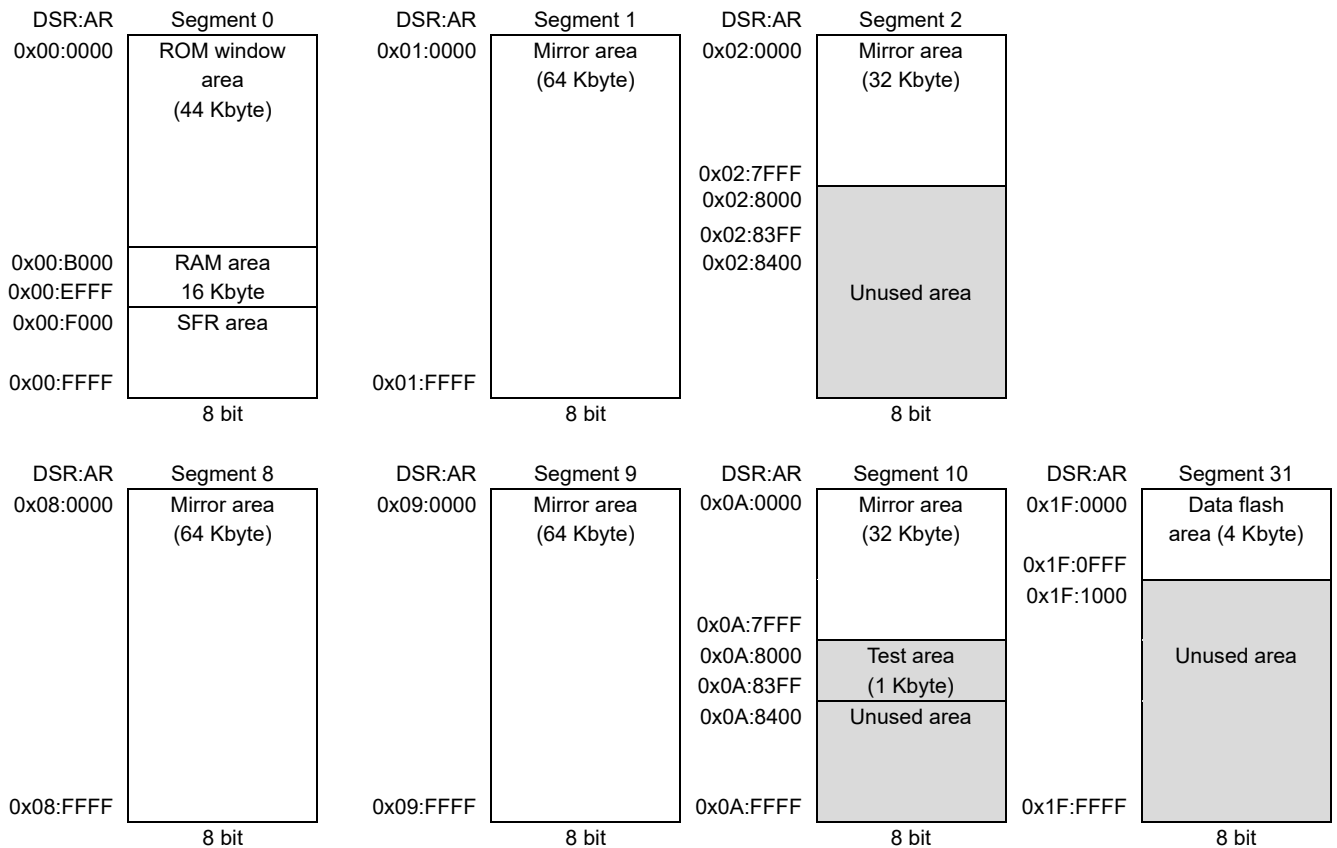 DSR:AR Segment 0
0x00:0000 ROM window
area
(44 Kbyte)
0x00:B000 RAM area
0x00:EFFF 16 Kbyte
0x00:F000 SFR area
0x00:FFFF
8 bit
DSR:AR Segment 1
0x01:0000 Mirror area
(64 Kbyte)
0x01:FFFF
8 bit
DSR:AR Segment 2
0x02:0000 Mirror area
(32 Kbyte)
0x02:7FFF
0x02:8000
0x02:83FF
0x02:8400
Unused area
8 bit
DSR:AR Segment 8
0x08:0000 Mirror area
(64 Kbyte)
0x08:FFFF
8 bit
DSR:AR Segment 9
0x09:0000 Mirror area
(64 Kbyte)
0x09:FFFF
8 bit
DSR:AR Segment 10
0x0A:0000 Mirror area
(32 Kbyte)
0x0A:7FFF
0x0A:8000 Test area
0x0A:83FF (1 Kbyte)
0x0A:8400 Unused area
0x0A:FFFF
8 bit
DSR:AR Segment 31
0x1F:0000 Data flash
area (4 Kbyte)
0x1F:0FFF
0x1F:1000
Unused area
0x1F:FFFF
8 bit